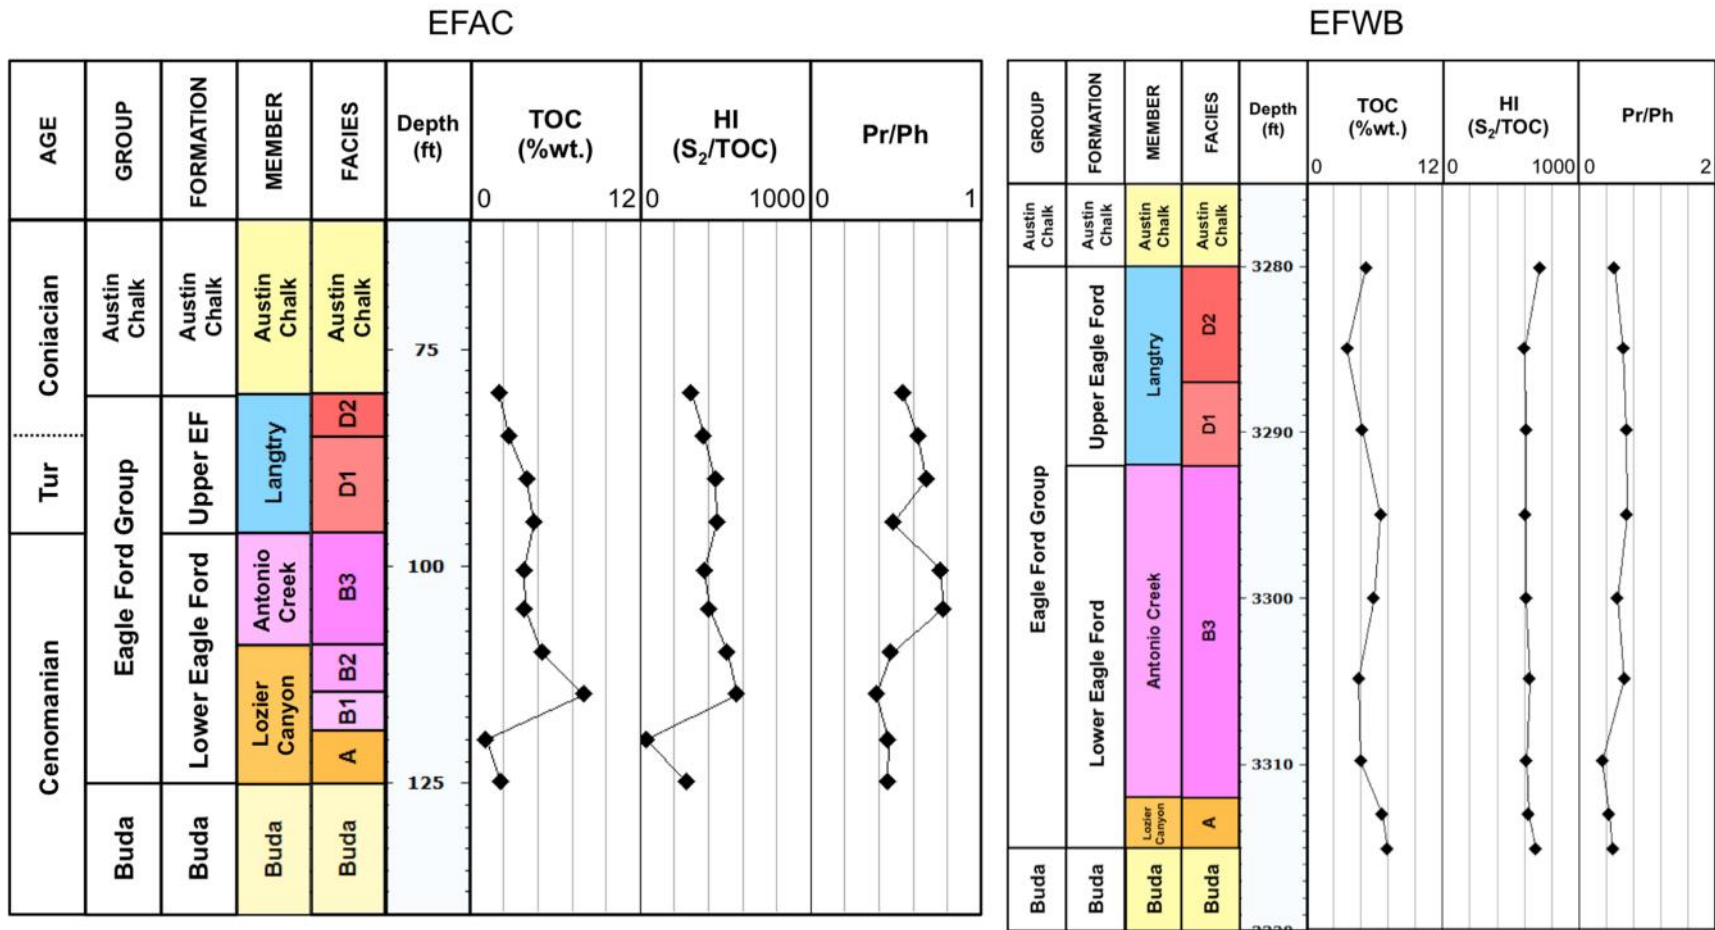 EFAC
EFWB
AGE
GROUP
FORMATION
MEMBER
FACIES
Depth
(ft)
TOC
(%wt.)
0 12
HI
(S₂/TOC)
0 1000
Pr/Ph
0 1
Coniacian
Tur
Cenomanian
Austin
Chalk
Eagle Ford Group
Buda
Austin
Chalk
Upper EF
Lower Eagle Ford
Buda
Austin
Chalk
Langtry
Antonio
Creek
Lozier
Canyon
Buda
Austin
Chalk
D2
D1
B3
B2
B1
A
Buda
75
100
125
GROUP
FORMATION
MEMBER
FACIES
Depth
(ft)
TOC
(%wt.)
0 12
HI
(S₂/TOC)
0 1000
Pr/Ph
0 2
Austin
Chalk
Eagle Ford Group
Buda
Austin
Chalk
Upper Eagle Ford
Lower Eagle Ford
Buda
Austin
Chalk
Langtry
Antonio Creek
Lozier
Canyon
Buda
Austin
Chalk
D2
D1
B3
A
Buda
3280
3290
3300
3310